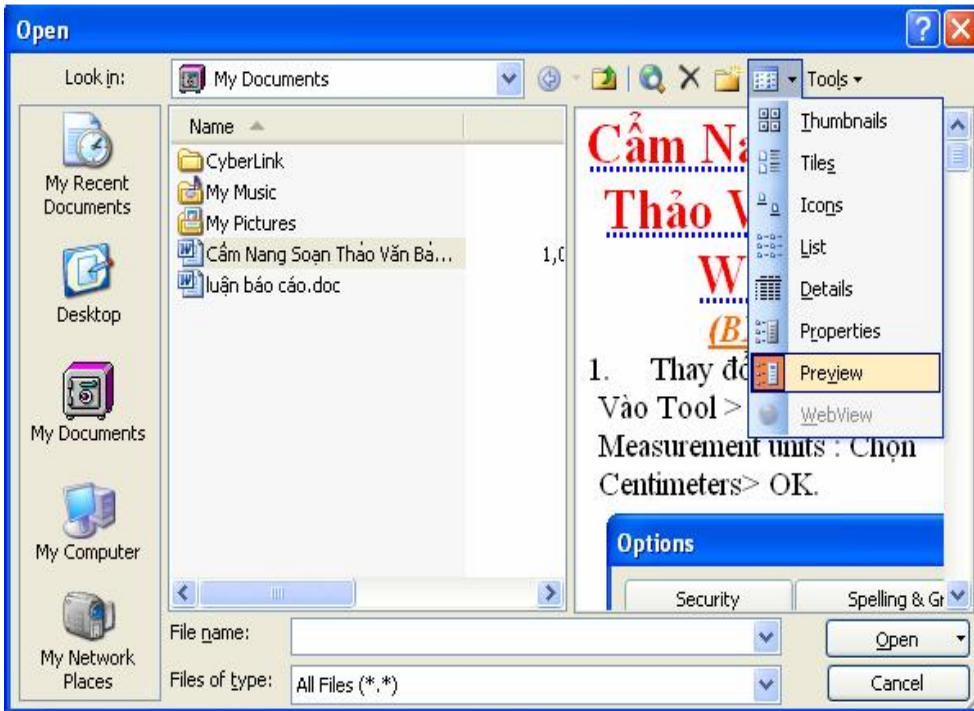 Open
Look in:
My Documents
Tools
My Recent
Documents
Desktop
My Documents
My Computer
My Network
Places
Name
CyberLink
My Music
My Pictures
Cẩm Nang Soạn Thảo Văn Bả... 1,0
luận báo cáo.doc
Cẩm Na
Thảo V
W
(B
1. Thay đổ
Vào Tool >
Measurement units : Chọn
Centimeters> OK.
Options
Security
Spelling & Gr
Thumbnails
Tiles
Icons
List
Details
Properties
Preview
WebView
File name:
Open
Files of type:
All Files (*.*)
Cancel